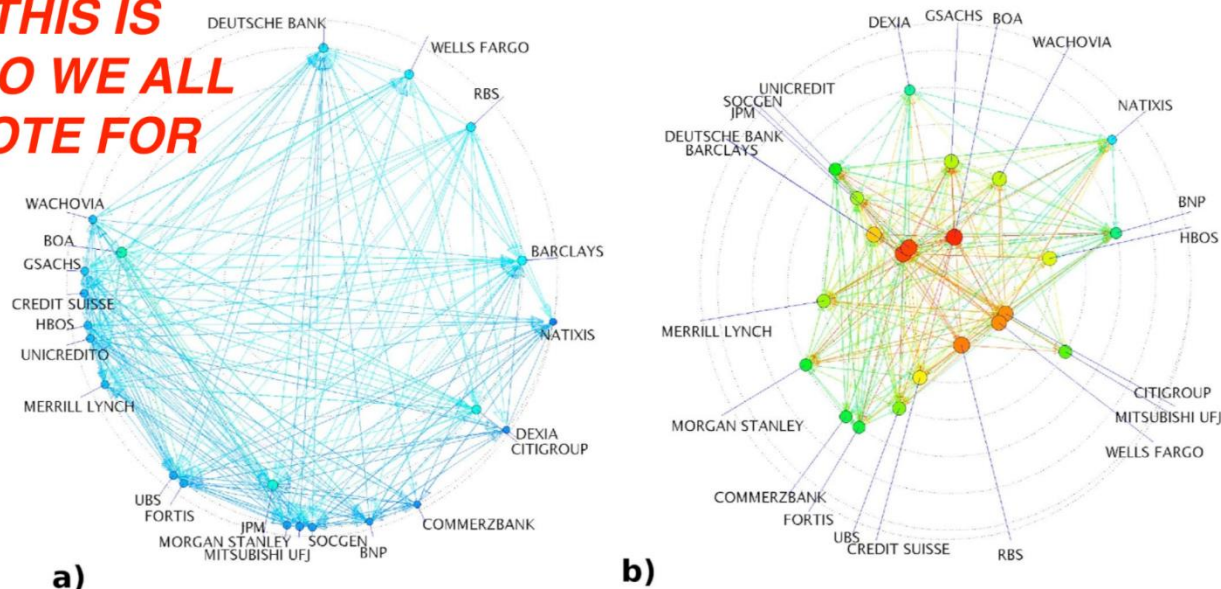 THIS IS
O WE ALL
OTE FOR
DEUTSCHE BANK
WELLS FARGO
RBS
WACHOVIA
BOA
GSACHS
CREDIT SUISSE
HBOS
UNICREDITO
MERRILL LYNCH
BARCLAYS
NATIXIS
DEXIA
CITIGROUP
UBS
FORTIS
JPM
MORGAN STANLEY
MITSUBISHI UFJ
SOCGEN
BNP
COMMERZBANK
a)
DEXIA
GSACHS
BOA
WACHOVIA
UNICREDIT
SOCGEN
JPM
DEUTSCHE BANK
BARCLAYS
NATIXIS
BNP
HBOS
MERRILL LYNCH
MORGAN STANLEY
CITIGROUP
MITSUBISHI UFJ
WELLS FARGO
COMMERZBANK
FORTIS
UBS
CREDIT SUISSE
RBS
b)